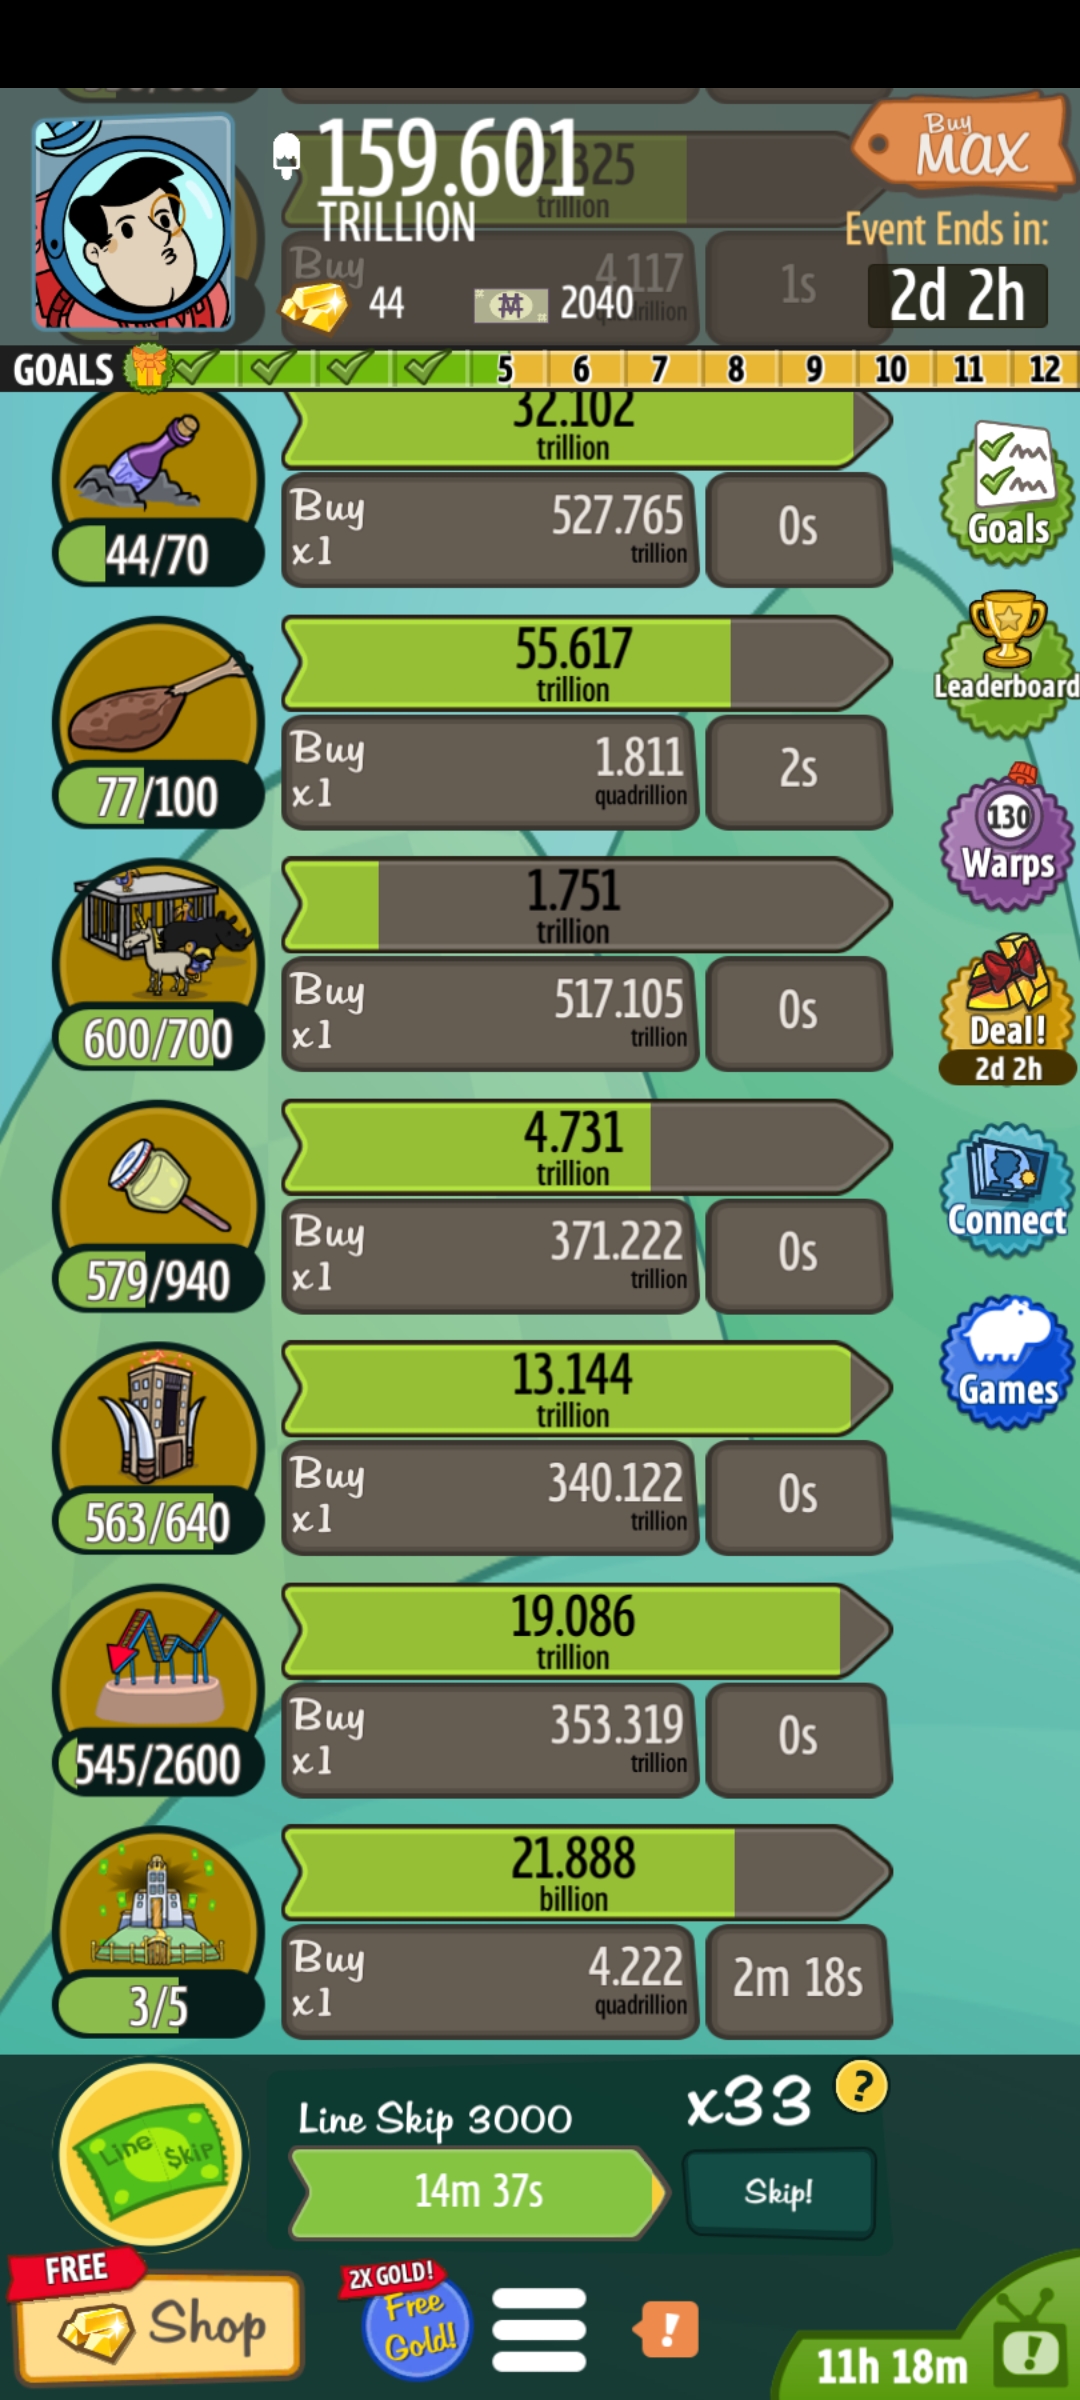 159.601
TRILLION
22.325
trillion
Buy
4.117
1s
44
2040
Buy
MAX
Event Ends in:
2d 2h
GOALS
5 6 7 8 9 10 11 12
32.102
trillion
44/70
Buy
x1
527.765
trillion
0s
Goals
55.617
trillion
77/100
Buy
x1
1.811
quadrillion
2s
Leaderboard
1.751
trillion
600/700
Buy
x1
517.105
trillion
0s
130
Warps
Deal!
2d 2h
4.731
trillion
579/940
Buy
x1
371.222
trillion
0s
Connect
13.144
trillion
563/640
Buy
x1
340.122
trillion
0s
Games
19.086
trillion
545/2600
Buy
x1
353.319
trillion
0s
21.888
billion
3/5
Buy
x1
4.222
quadrillion
2m 18s
Line $kip
Line Skip 3000
14m 37s
x33
?
Skip!
FREE
Shop
2X GOLD!
Free
Gold!
!
11h 18m
!